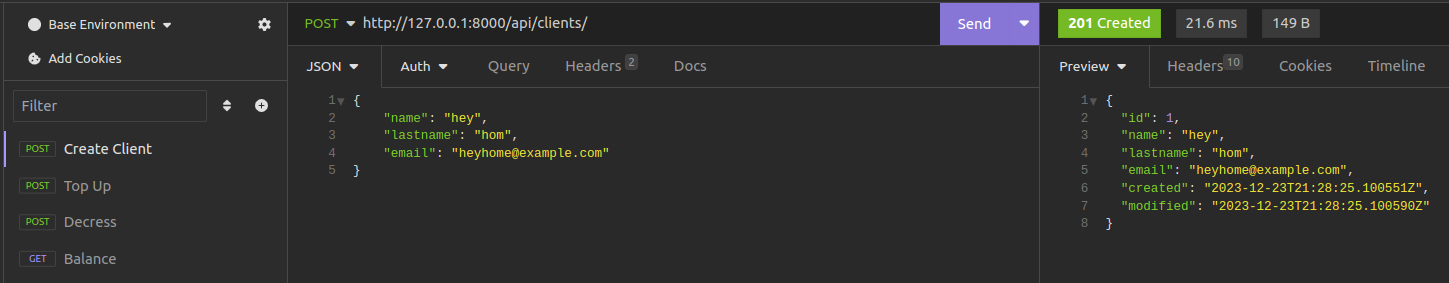 Base Environment
Add Cookies
Filter
POST Create Client
POST Top Up
POST Decress
GET Balance
POST http://127.0.0.1:8000/api/clients/ Send
JSON Auth Query Headers 2 Docs
1 {
2 "name": "hey",
3 "lastname": "hom",
4 "email": "heyhome@example.com"
5 }
201 Created 21.6 ms 149 B
Preview Headers 10 Cookies Timeline
1 {
2 "id": 1,
3 "name": "hey",
4 "lastname": "hom",
5 "email": "heyhome@example.com",
6 "created": "2023-12-23T21:28:25.100551Z",
7 "modified": "2023-12-23T21:28:25.100590Z"
8 }